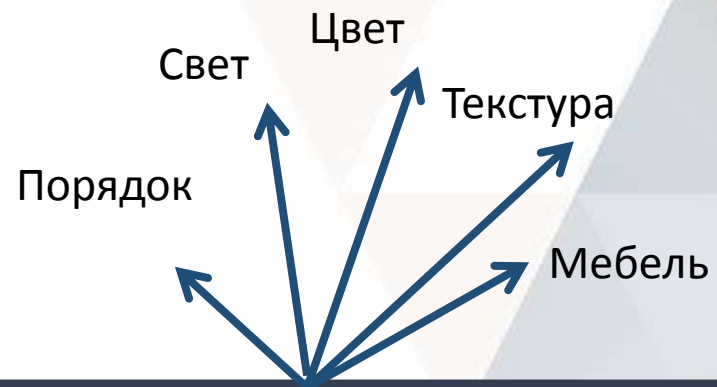 Цвет
Свет
Текстура
Порядок
Мебель